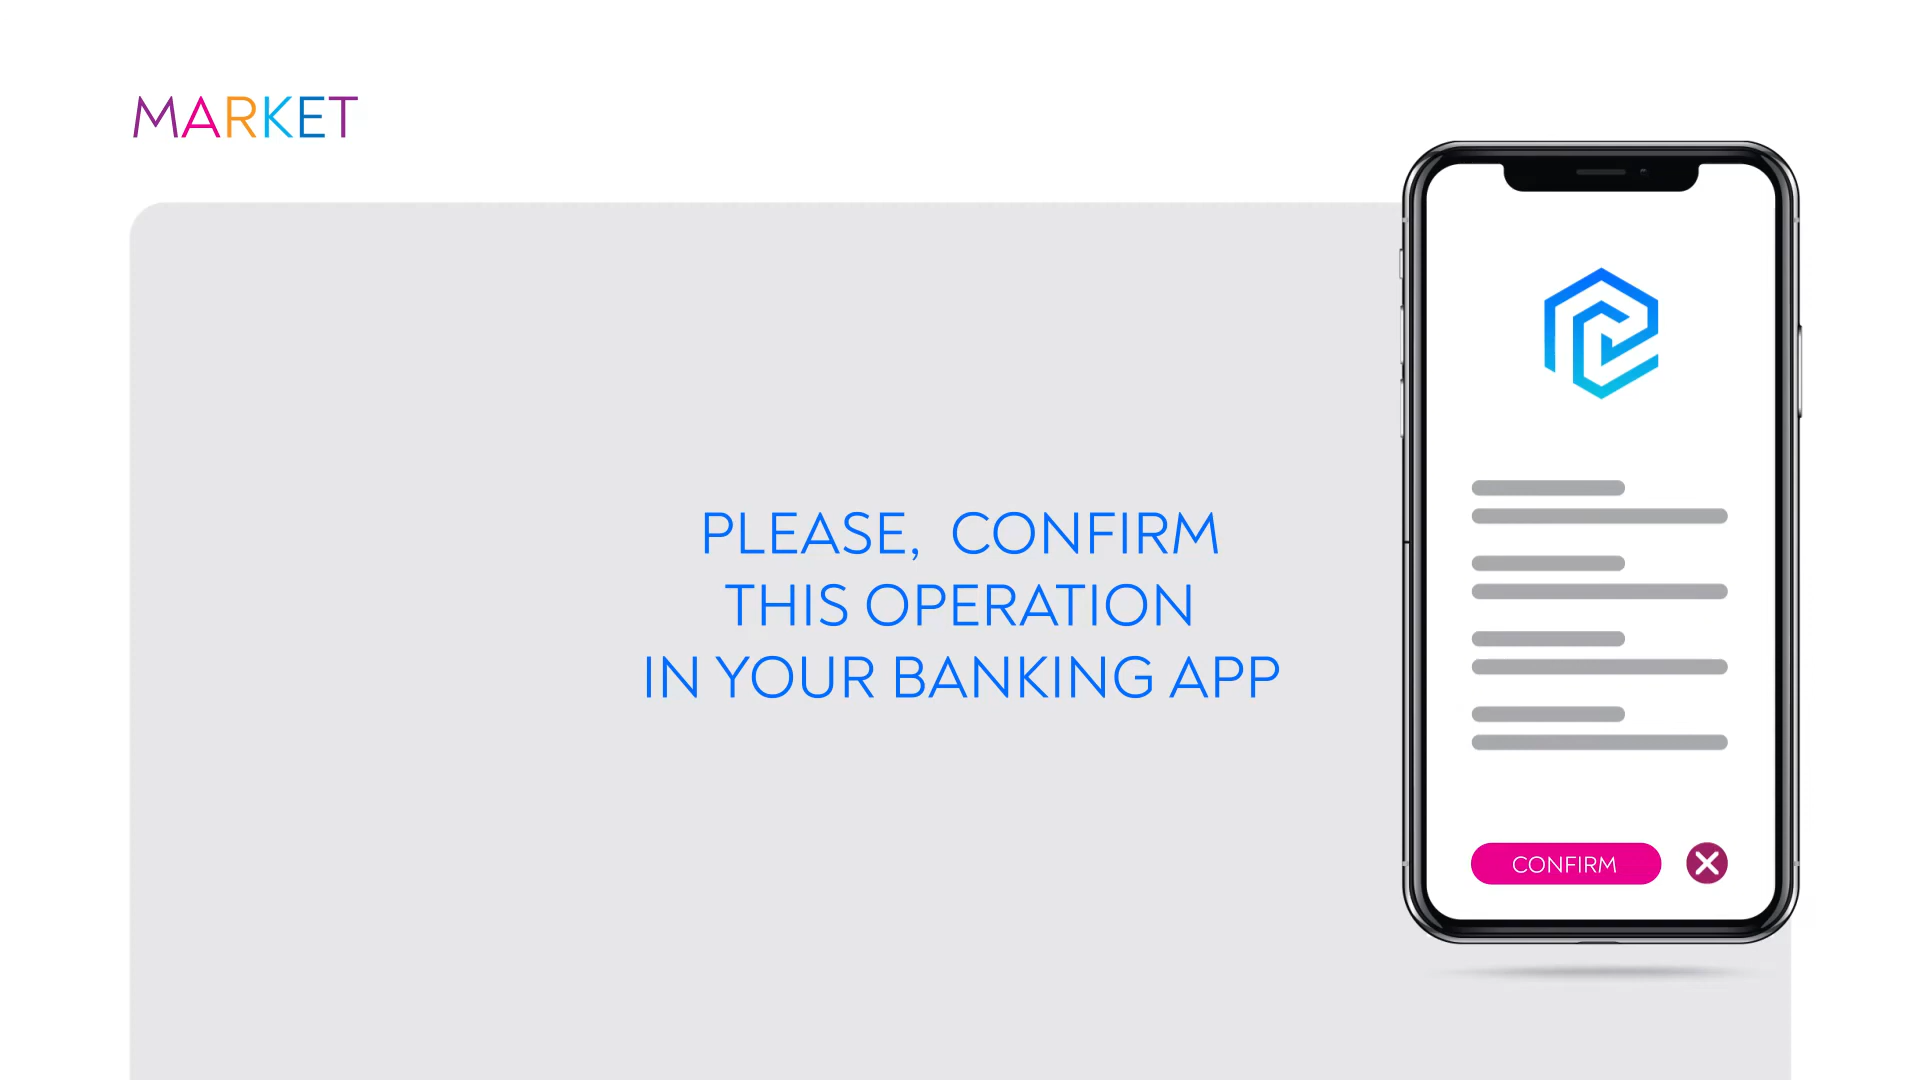 MARKET
PLEASE, CONFIRM
THIS OPERATION
IN YOUR BANKING APP
CONFIRM